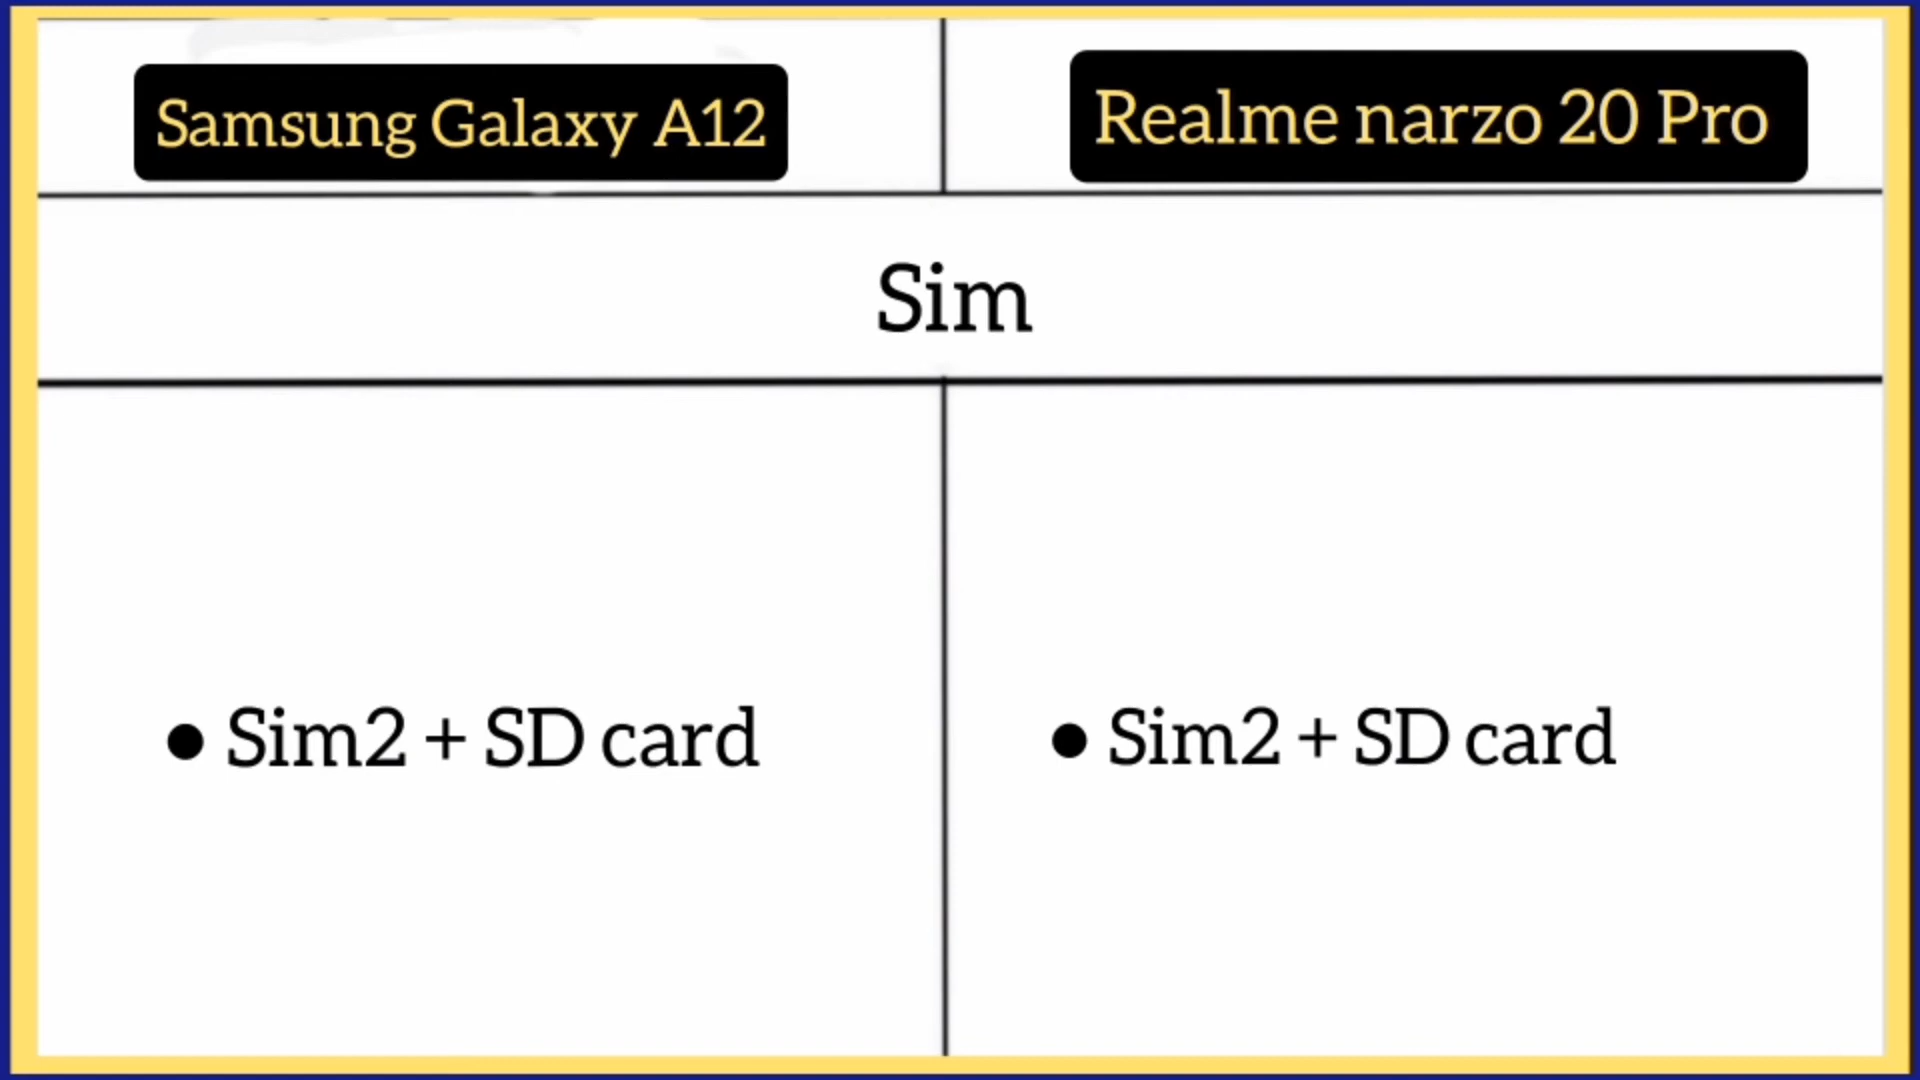 Samsung Galaxy A12
Realme narzo 20 Pro
Sim
● Sim2 + SD card
● Sim2 + SD card